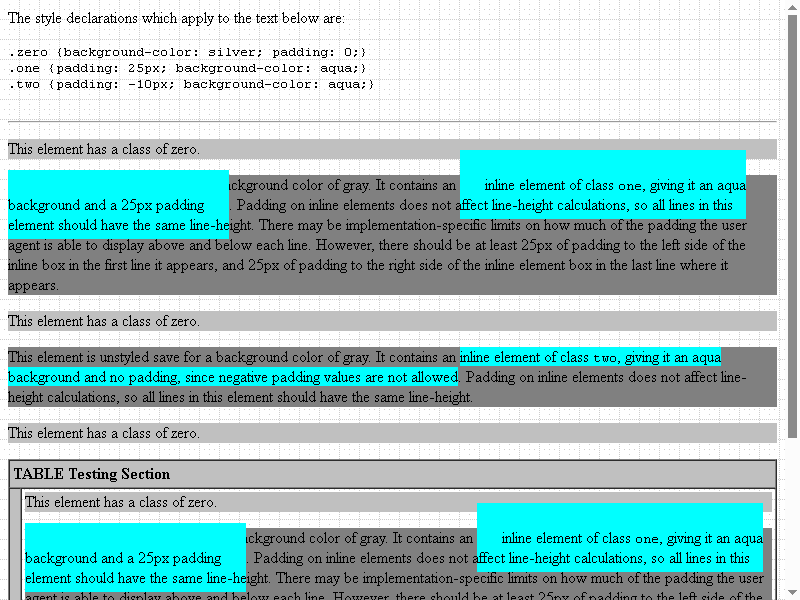 The style declarations which apply to the text below are:
.zero {background-color: silver; padding: 0;}
.one {padding: 25px; background-color: aqua;}
.two {padding: -10px; background-color: aqua;}
This element has a class of zero.
ckground color of gray. It contains an inline element of class one, giving it an aqua
background and a 25px padding. Padding on inline elements does not affect line-height calculations, so all lines in this
element should have the same line-height. There may be implementation-specific limits on how much of the padding the user
agent is able to display above and below each line. However, there should be at least 25px of padding to the left side of the
inline box in the first line it appears, and 25px of padding to the right side of the inline element box in the last line where it
appears.
This element has a class of zero.
This element is unstyled save for a background color of gray. It contains an inline element of class two, giving it an aqua
background and no padding, since negative padding values are not allowed. Padding on inline elements does not affect line-
height calculations, so all lines in this element should have the same line-height.
This element has a class of zero.
TABLE Testing Section
This element has a class of zero.
ckground color of gray. It contains an inline element of class one, giving it an aqua
background and a 25px padding. Padding on inline elements does not affect line-height calculations, so all lines in this
element should have the same line-height. There may be implementation-specific limits on how much of the padding the user
agent is able to display above and below each line. However, there should be at least 25px of padding to the left side of the